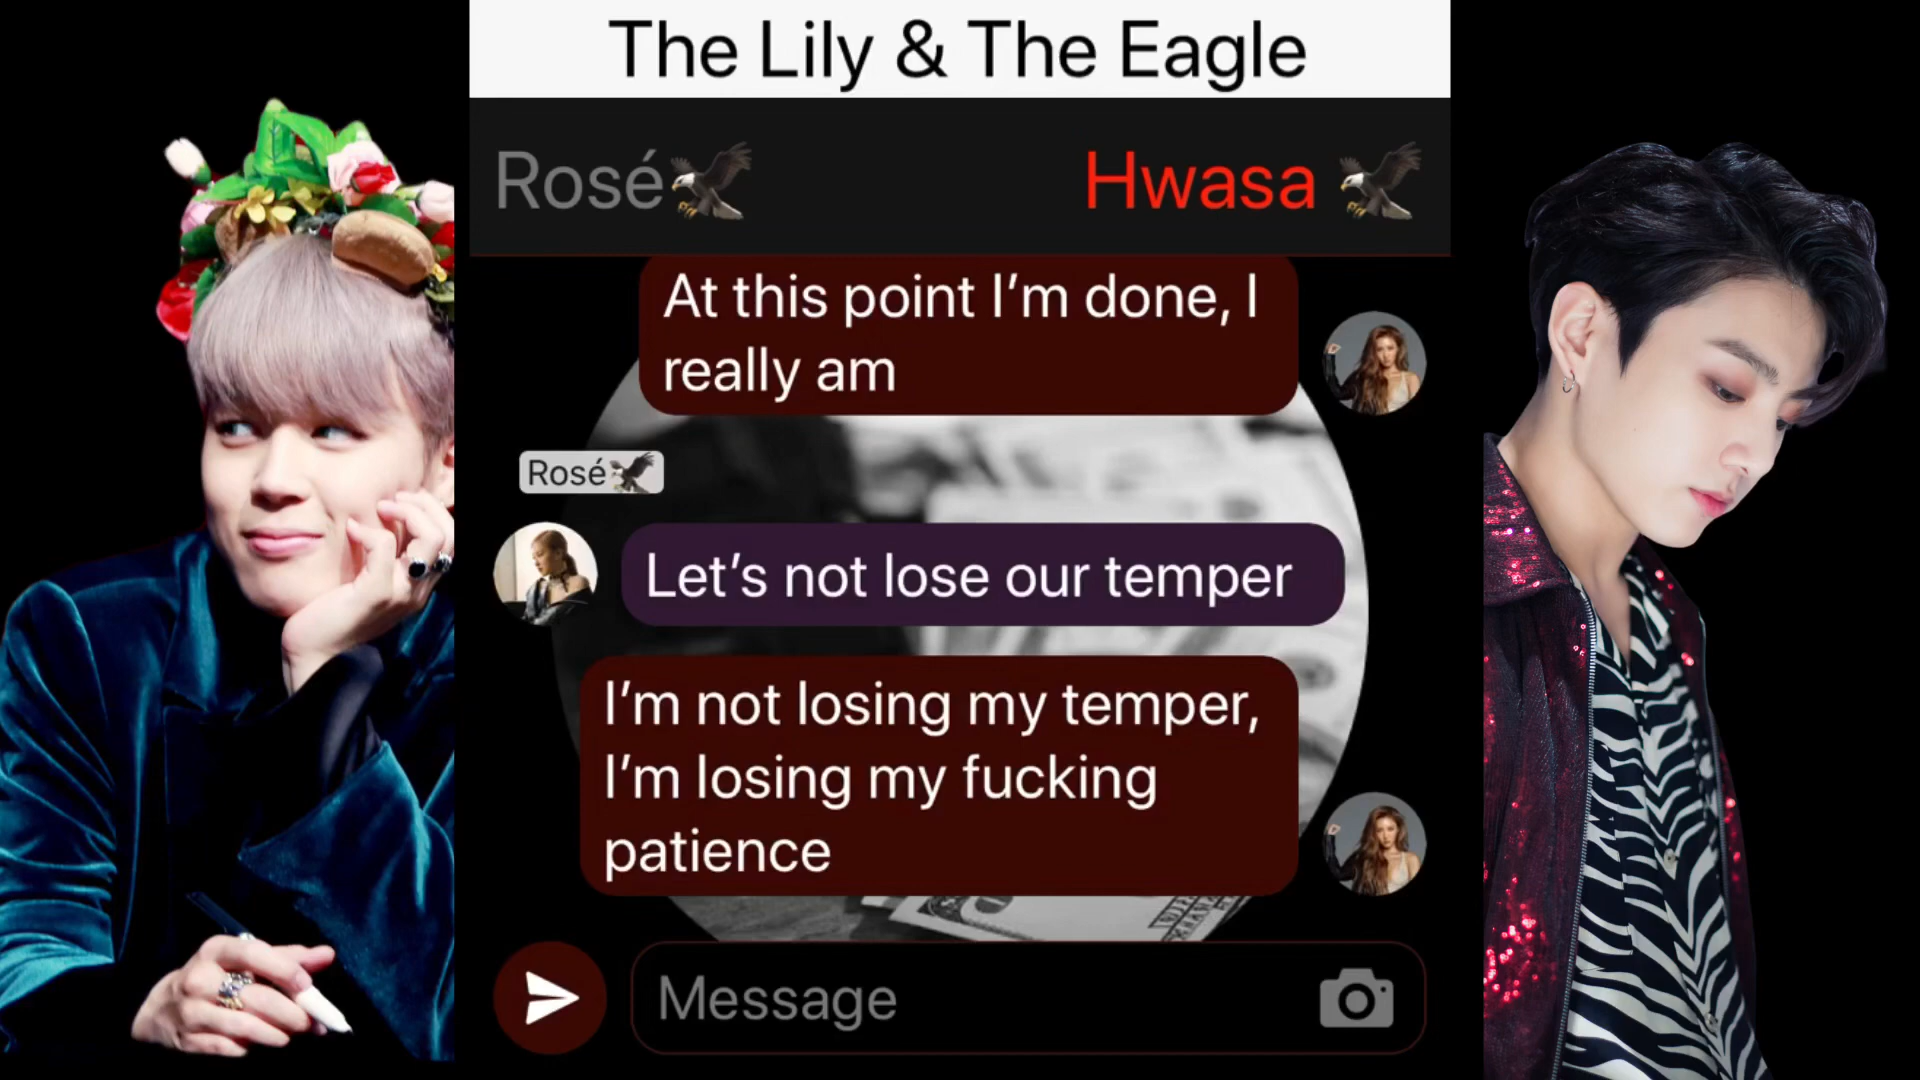 The Lily & The Eagle
Rosé🦅
Hwasa 🦅
At this point I’m done, I
really am
Rosé🦅
Let’s not lose our temper
I’m not losing my temper,
I’m losing my fucking
patience
Message